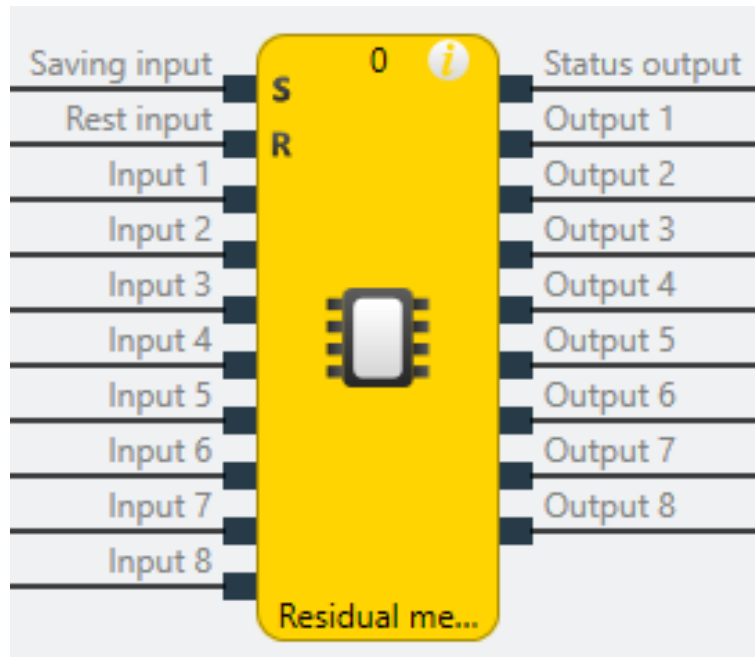 0 i
Saving input S Status output
Rest input R Output 1
Input 1 Output 2
Input 2 Output 3
Input 3 Output 4
Input 4 Output 5
Input 5 Output 6
Input 6 Output 7
Input 7 Output 8
Input 8
Residual me...